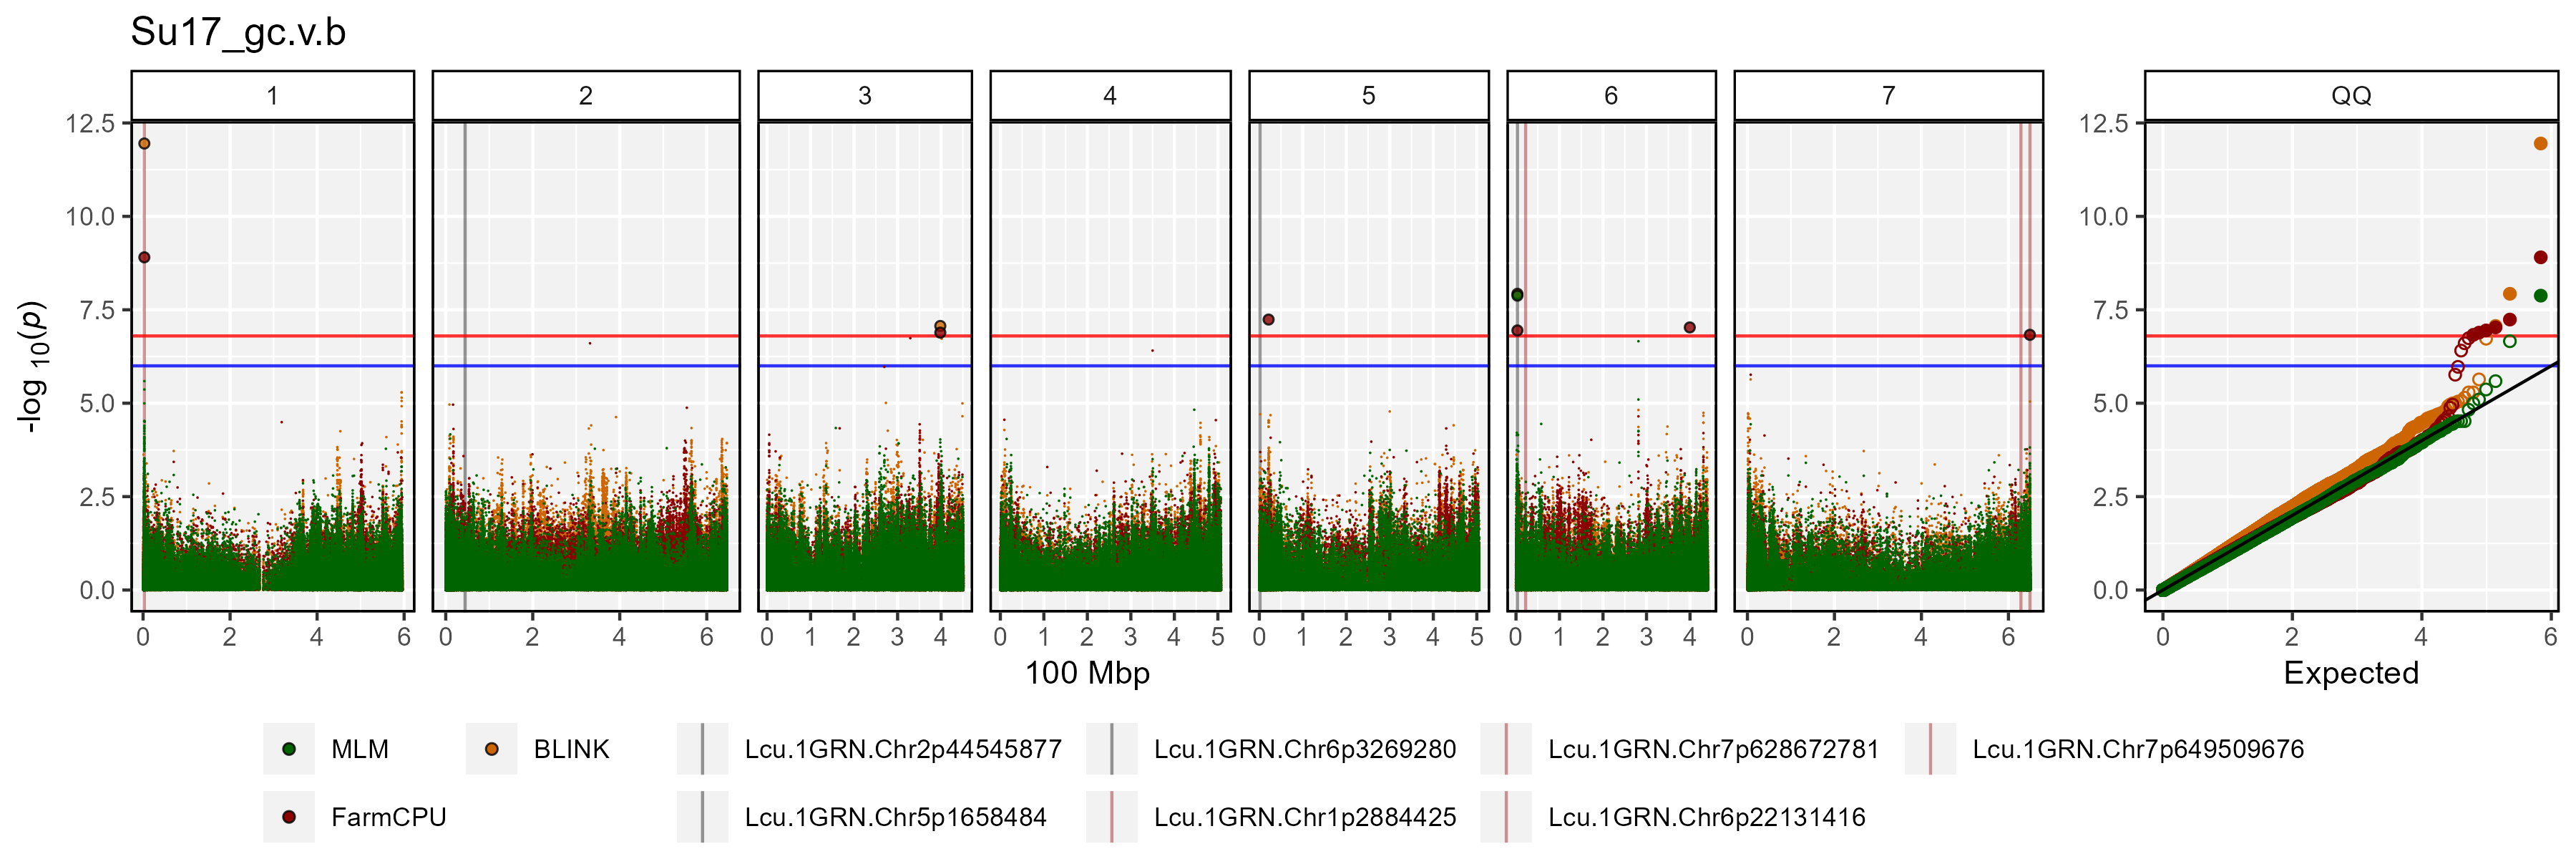 Su17_gc.v.b
1 2 3 4 5 6 7 QQ
12.5 12.5
10.0 10.0
7.5 7.5
5.0 5.0
2.5 2.5
0.0 0.0
-log 10(p)
0 2 4 6 0 2 4 6 0 1 2 3 4 0 1 2 3 4 5 0 1 2 3 4 5 0 1 2 3 4 0 2 4 6 0 2 4 6
100 Mbp Expected
MLM BLINK Lcu.1GRN.Chr2p44545877 Lcu.1GRN.Chr6p3269280 Lcu.1GRN.Chr7p628672781 Lcu.1GRN.Chr7p649509676
FarmCPU Lcu.1GRN.Chr5p1658484 Lcu.1GRN.Chr1p2884425 Lcu.1GRN.Chr6p22131416